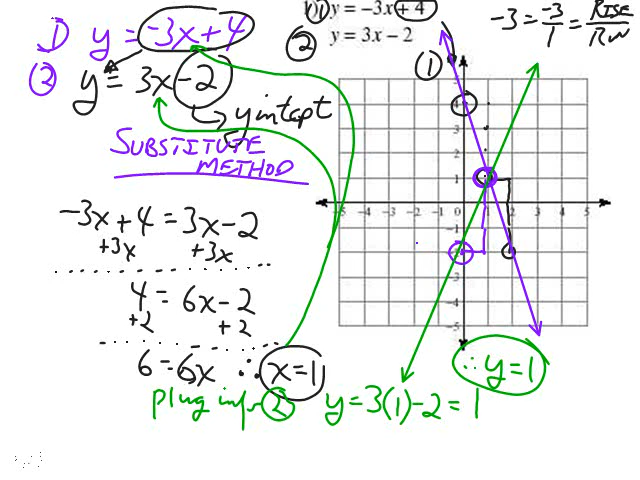 1) y = -3x + 4
② y = 3x - 2
y intcpt
SUBSTITUTE
METHOD
-3x + 4 = 3x - 2
+3x +3x
4 = 6x - 2
+2 +2
6 = 6x ∴ x = 1
plug into ② y = 3(1) - 2 = 1
① y = -3x + 4
② y = 3x - 2
-3 = -3/1 = RISE/RUN
①
5
4
3
2
1
-5 -4 -3 -2 -1 0 1 2 3 4 5
-1
-2
-3
-4
-5
∴ y = 1